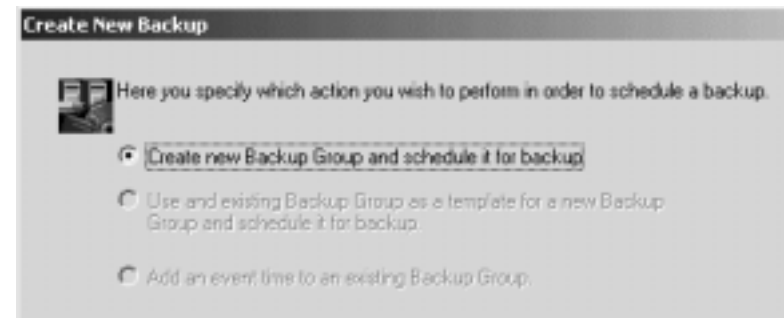 Create New Backup
Here you specify which action you wish to perform in order to schedule a backup.
Create new Backup Group and schedule it for backup
Use and existing Backup Group as a template for a new Backup
Group and schedule it for backup.
Add an event time to an existing Backup Group.